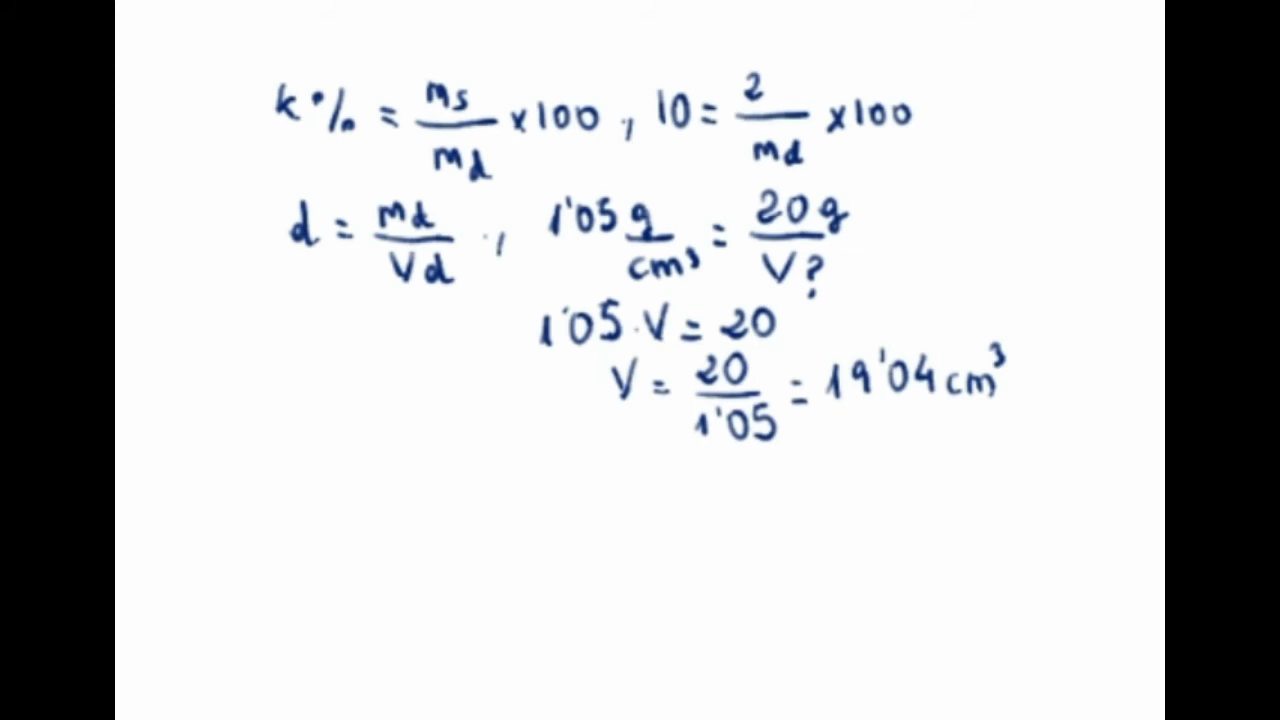 k% = ms/md x100, 10 = 2/md x100
d = md/Vd, 1'05 g/cm³ = 20g/V?
1'05·V = 20
V = 20/1'05 = 19'04 cm³